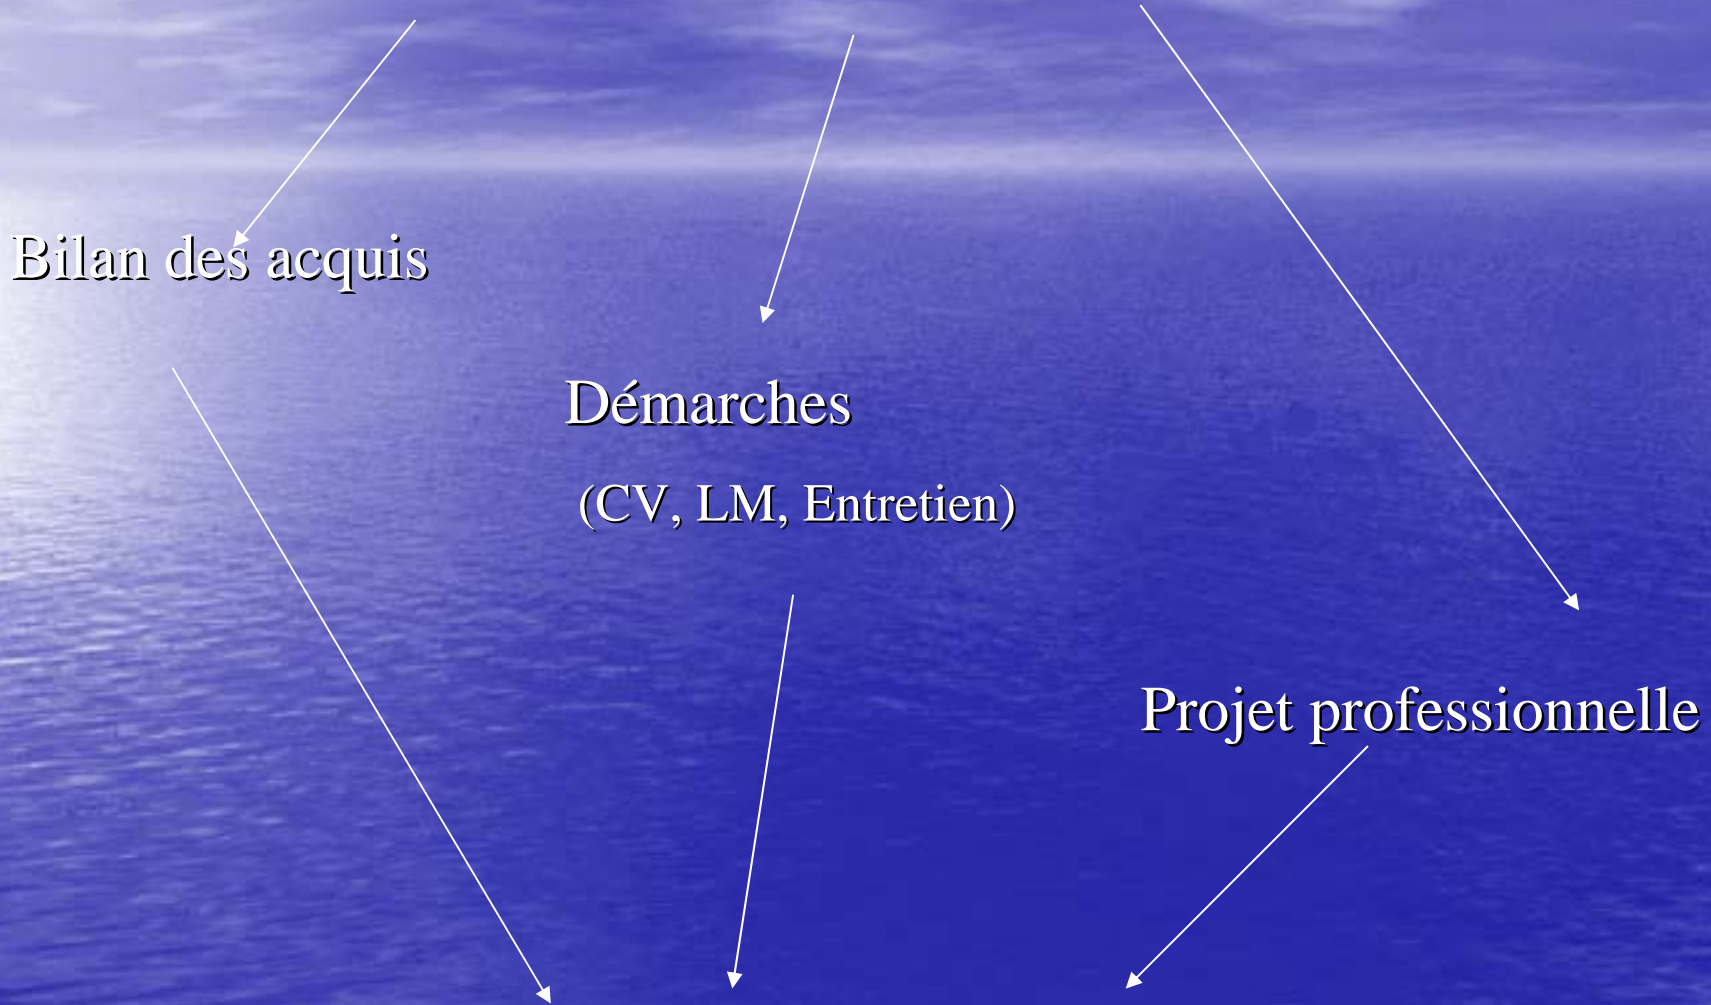 Bilan des acquis
Démarches
(CV, LM, Entretien)
Projet professionnelle